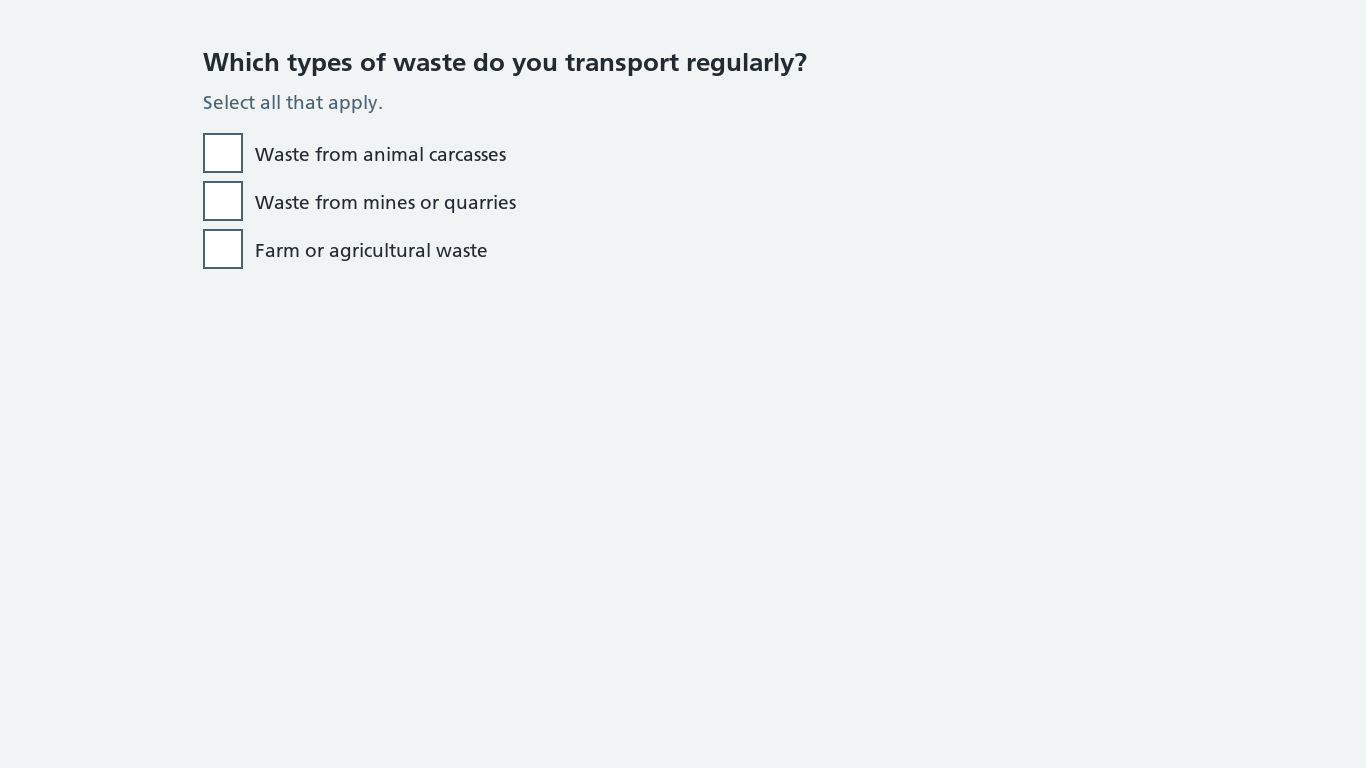 Which types of waste do you transport regularly?
Select all that apply.
Waste from animal carcasses
Waste from mines or quarries
Farm or agricultural waste